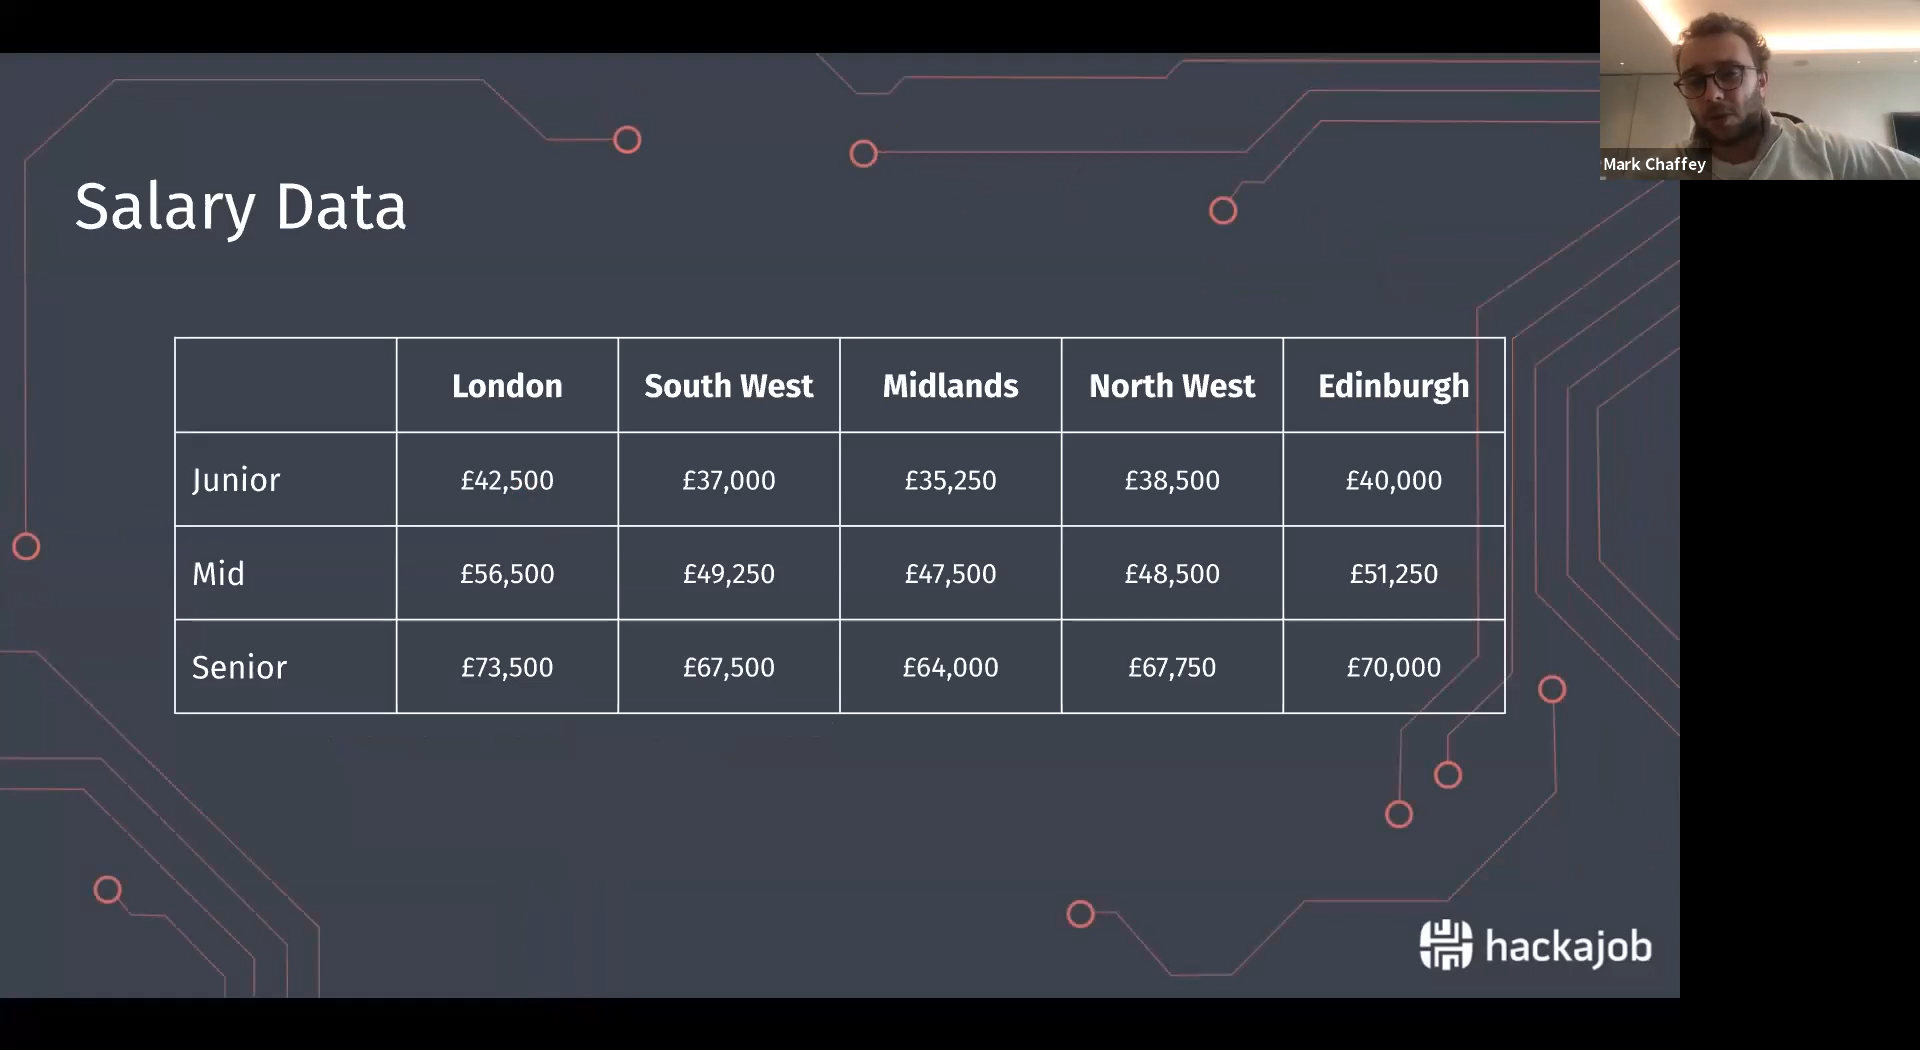 Mark Chaffey
Salary Data
London South West Midlands North West Edinburgh
Junior £42,500 £37,000 £35,250 £38,500 £40,000
Mid £56,500 £49,250 £47,500 £48,500 £51,250
Senior £73,500 £67,500 £64,000 £67,750 £70,000
hackajob